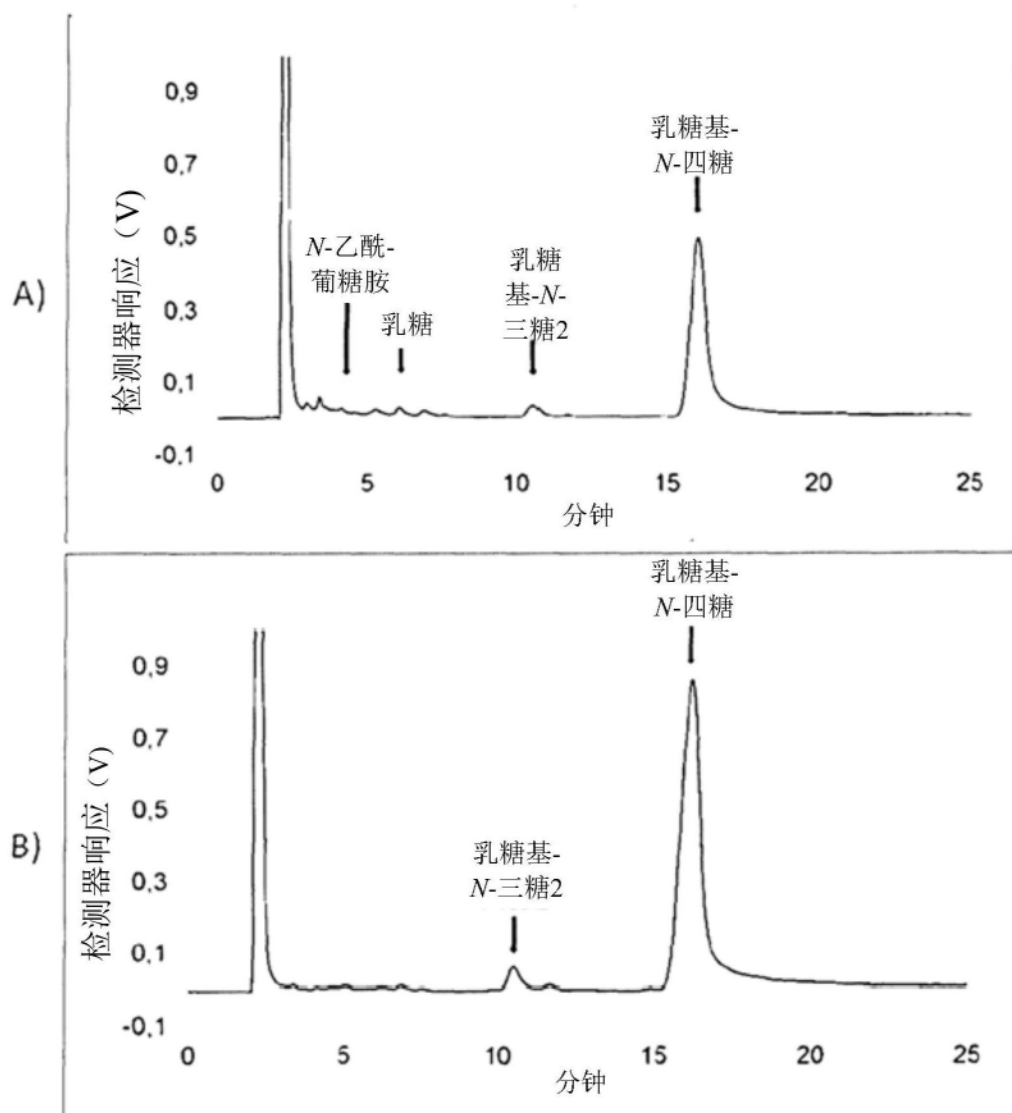 A)
检测器响应（V）
0,9
0,7
0,5
0,3
0,1
-0,1
N-乙酰-
葡糖胺
乳糖
乳糖
基-N-
三糖2
乳糖基-
N-四糖
0 5 10 15 20 25
分钟
B)
检测器响应（V）
0,9
0,7
0,5
0,3
0,1
-0,1
乳糖基-
N-三糖2
乳糖基-
N-四糖
0 5 10 15 20 25
分钟